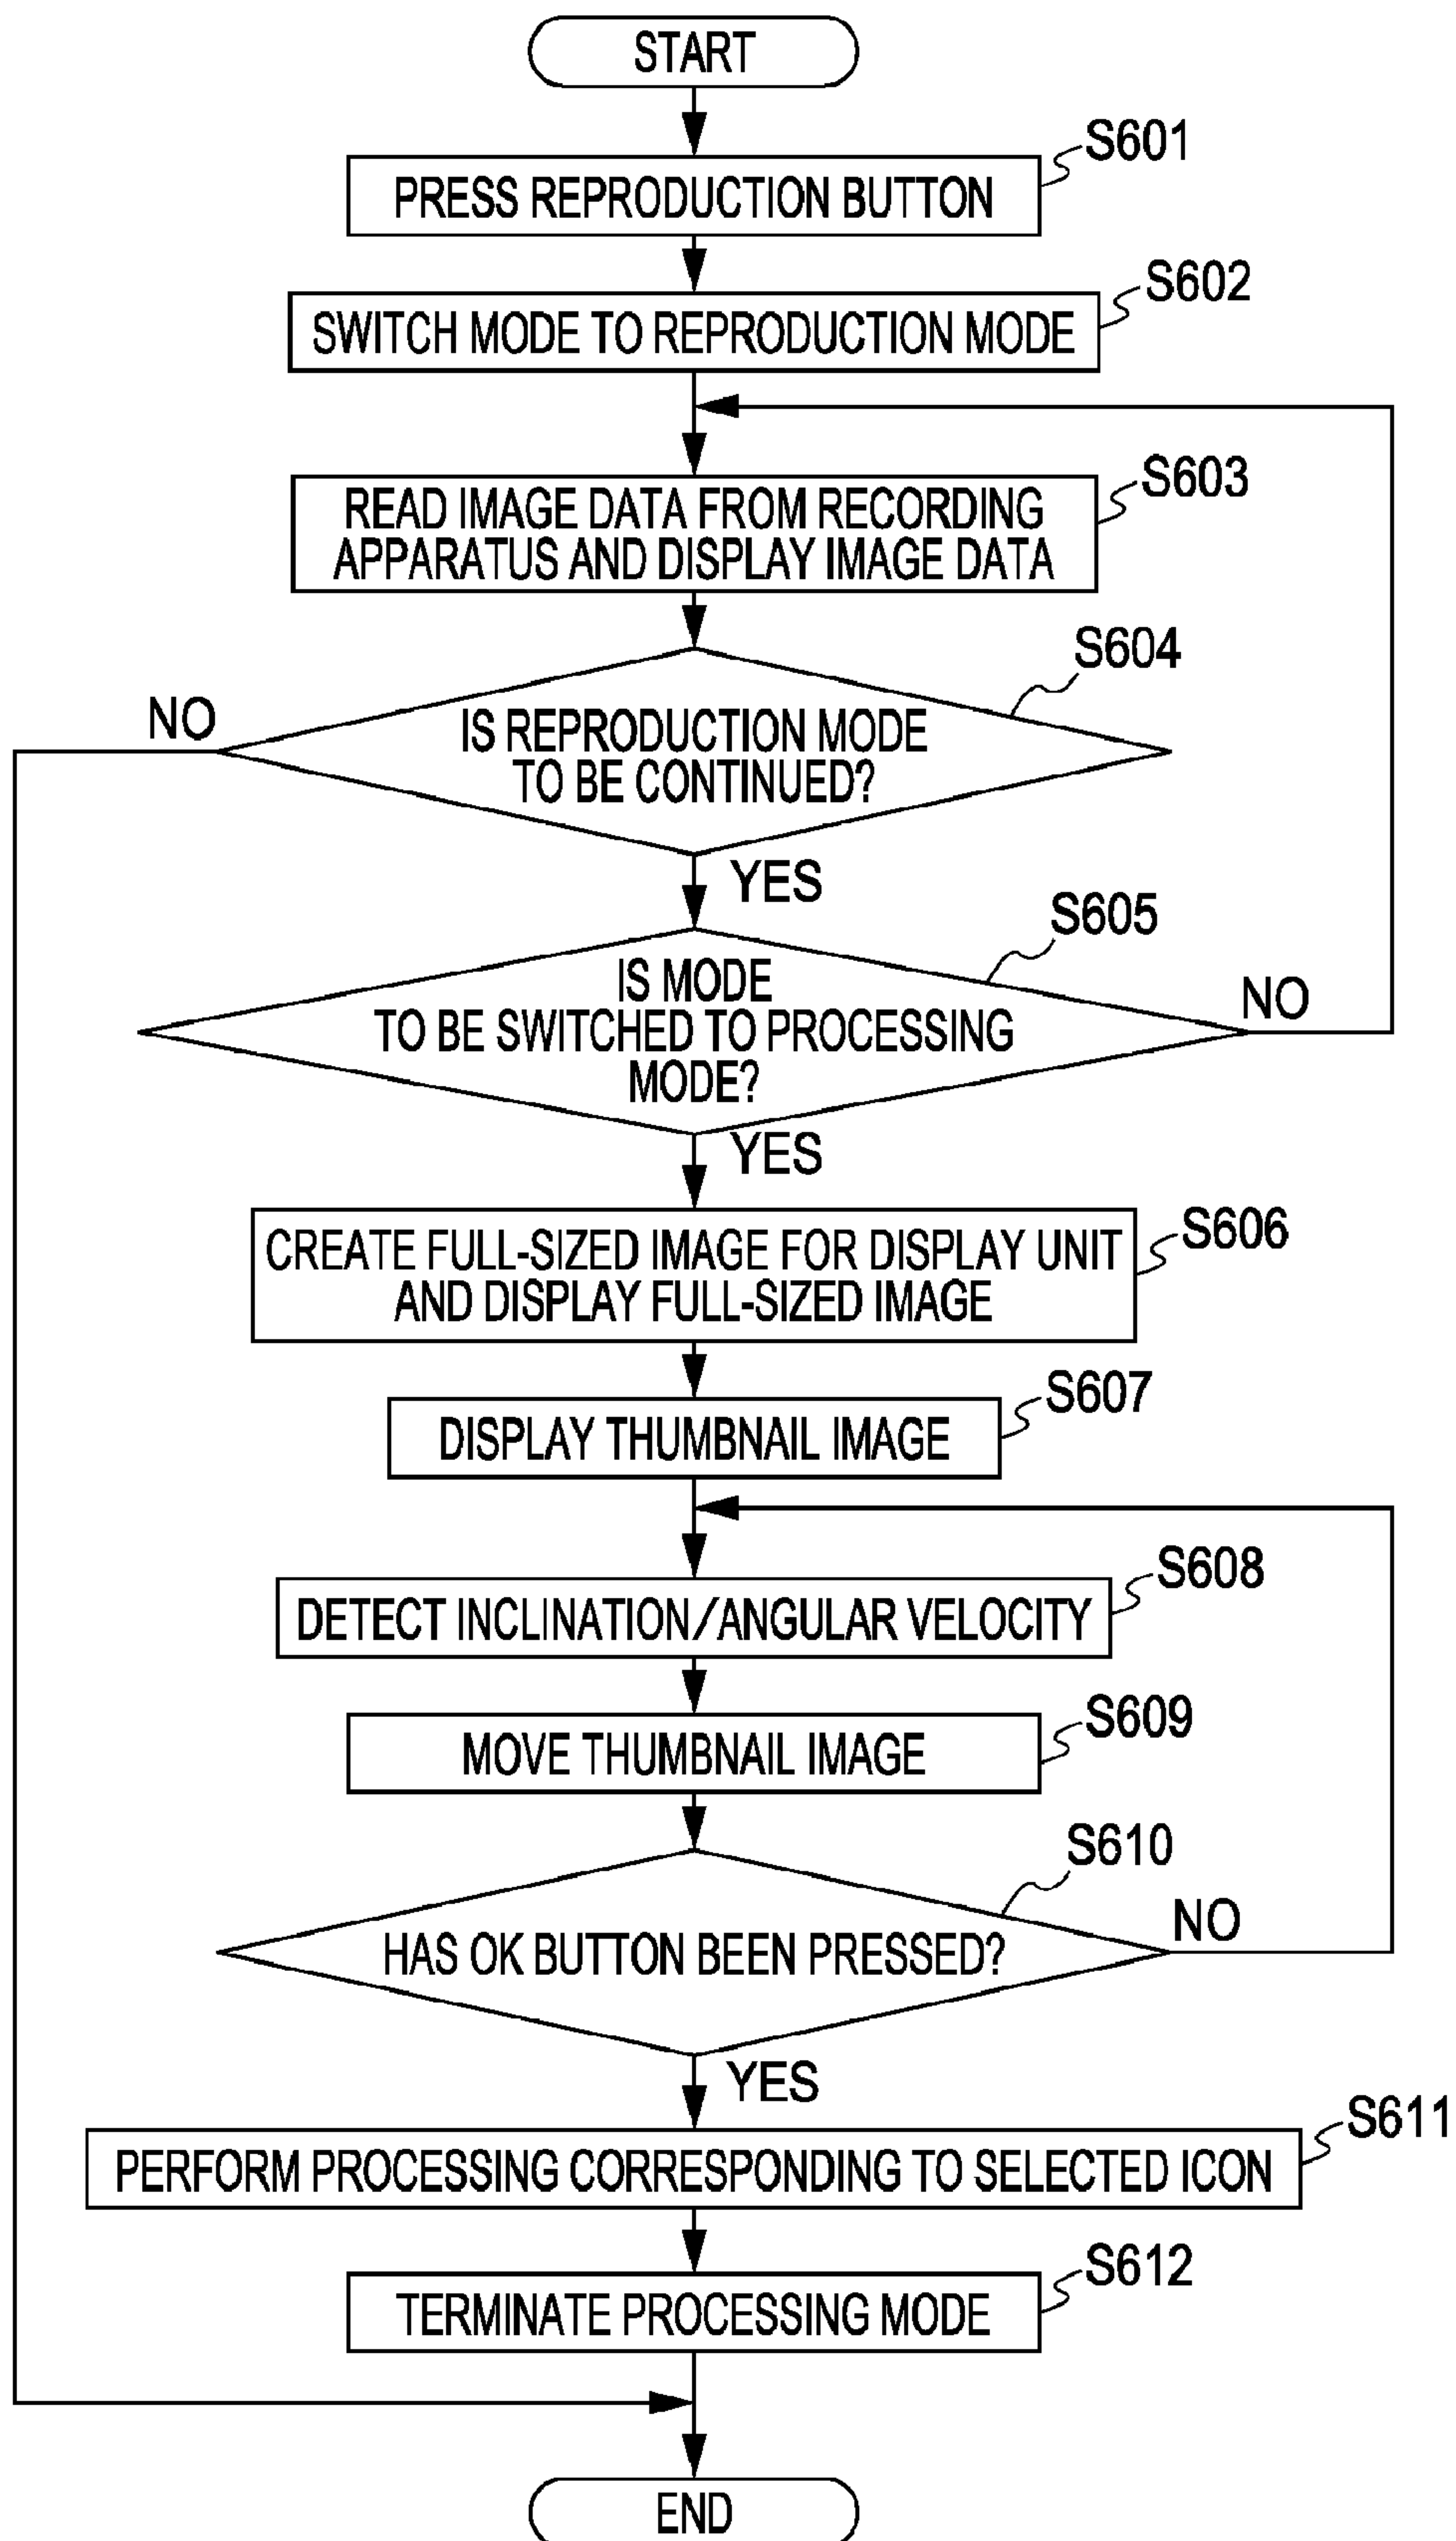 START
S601
PRESS REPRODUCTION BUTTON
S602
SWITCH MODE TO REPRODUCTION MODE
S603
READ IMAGE DATA FROM RECORDING
APPARATUS AND DISPLAY IMAGE DATA
S604
NO
IS REPRODUCTION MODE
TO BE CONTINUED?
YES
S605
IS MODE
TO BE SWITCHED TO PROCESSING
MODE?
NO
YES
S606
CREATE FULL-SIZED IMAGE FOR DISPLAY UNIT
AND DISPLAY FULL-SIZED IMAGE
S607
DISPLAY THUMBNAIL IMAGE
S608
DETECT INCLINATION/ANGULAR VELOCITY
S609
MOVE THUMBNAIL IMAGE
S610
HAS OK BUTTON BEEN PRESSED?
NO
YES
S611
PERFORM PROCESSING CORRESPONDING TO SELECTED ICON
S612
TERMINATE PROCESSING MODE
END